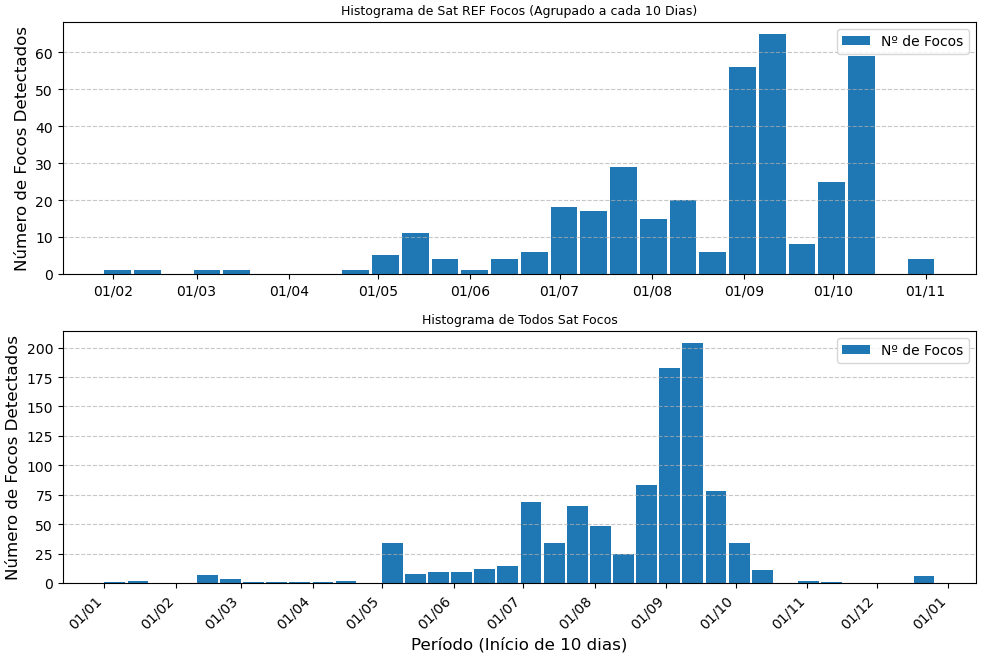 Histograma de Sat REF Focos (Agrupado a cada 10 Dias)
Número de Focos Detectados
60
50
40
30
20
10
0
Nº de Focos
01/02 01/03 01/04 01/05 01/06 01/07 01/08 01/09 01/10 01/11
Histograma de Todos Sat Focos
Número de Focos Detectados
200
175
150
125
100
75
50
25
0
Nº de Focos
01/01 01/02 01/03 01/04 01/05 01/06 01/07 01/08 01/09 01/10 01/11 01/12 01/01
Período (Início de 10 dias)